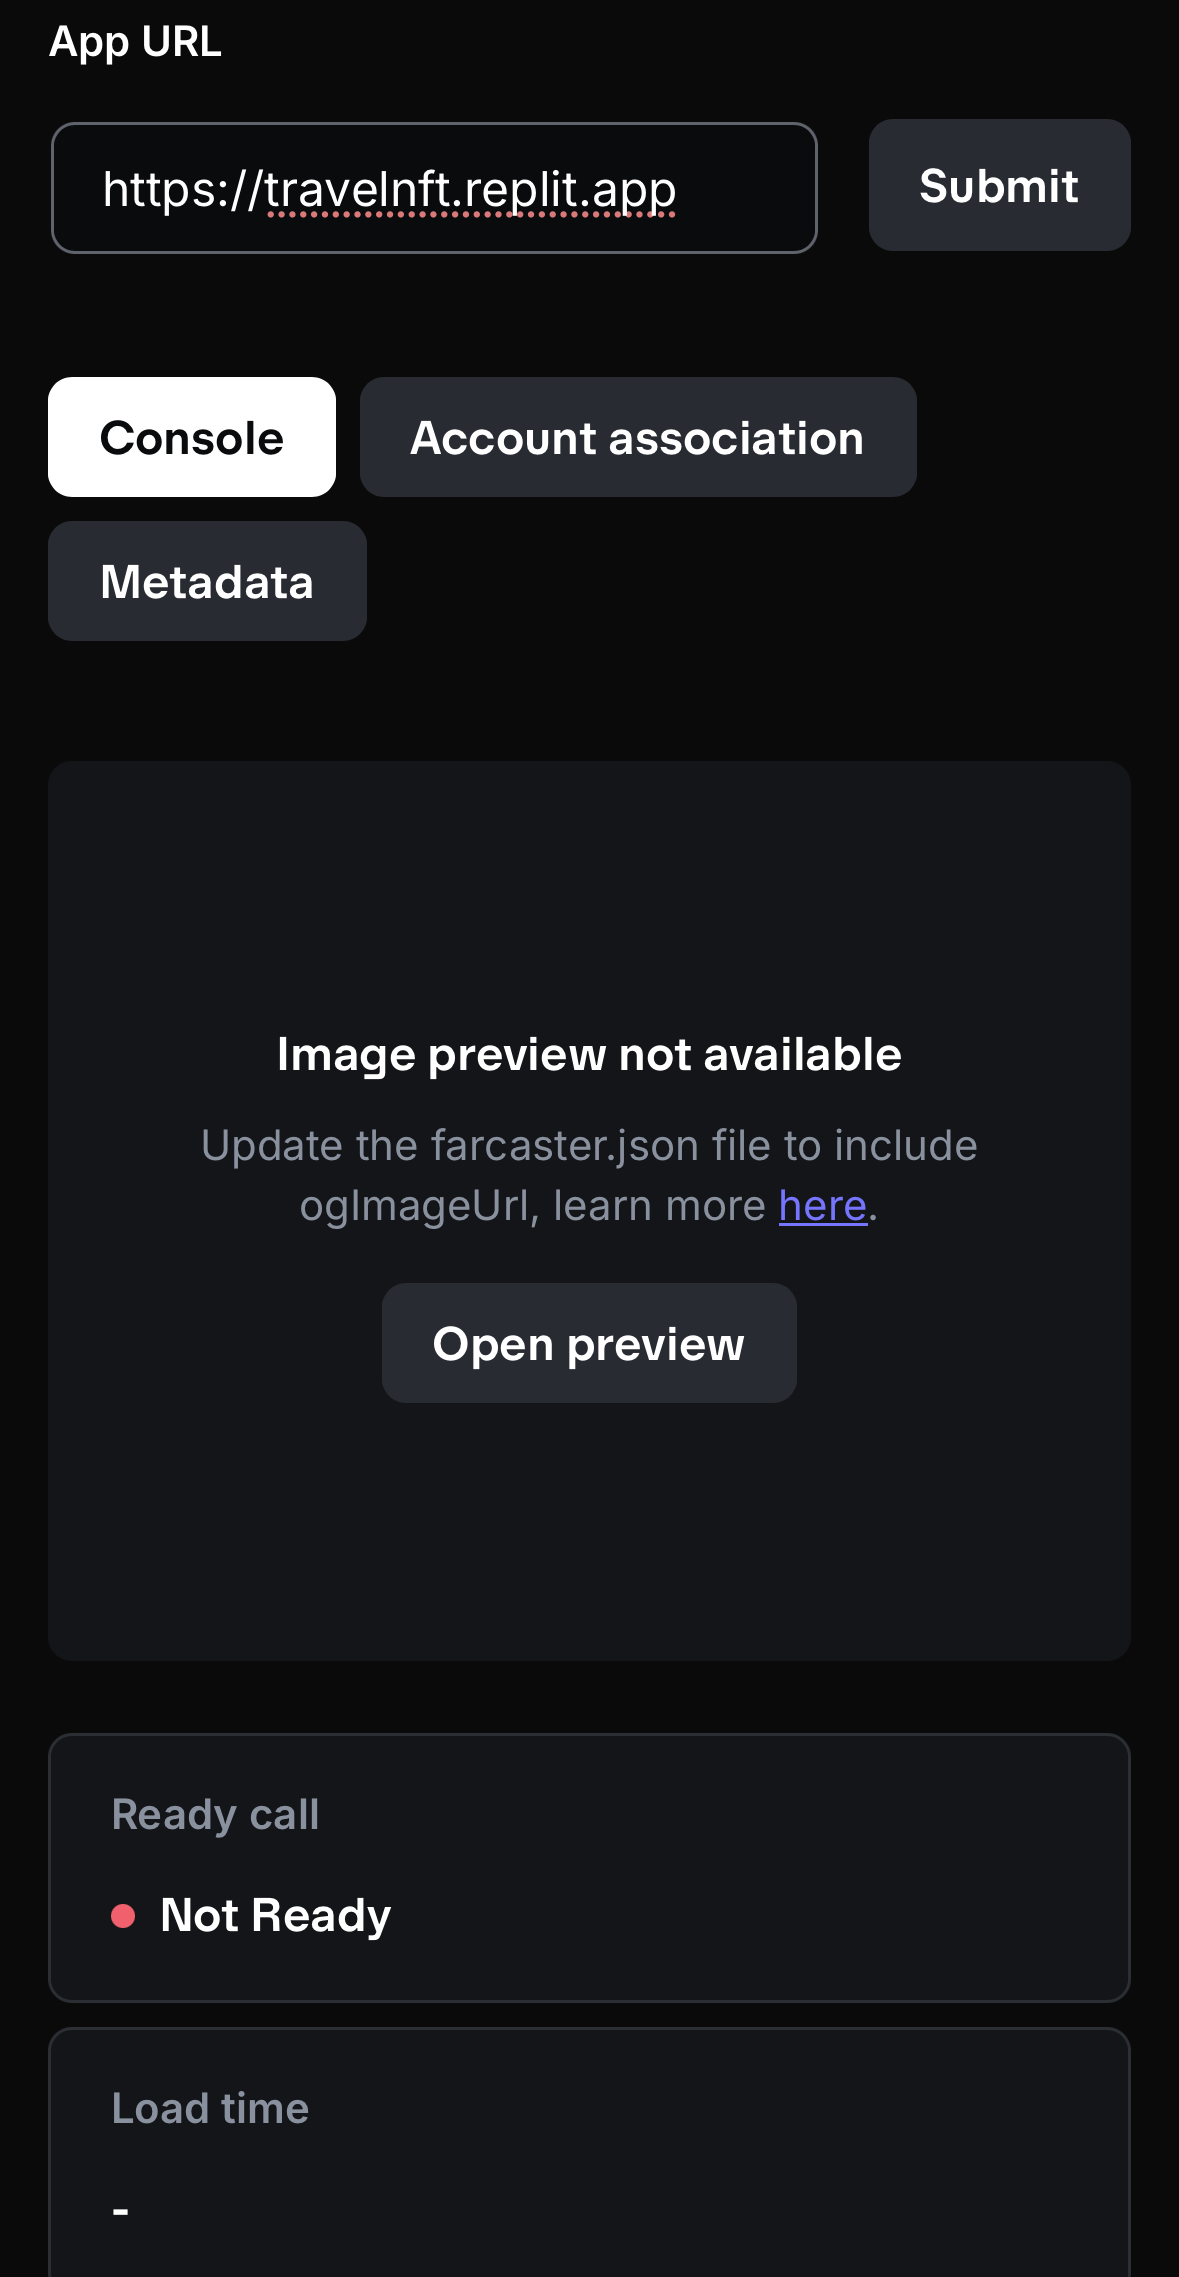 App URL
https://travelnft.replit.app
Submit
Console
Account association
Metadata
Image preview not available
Update the farcaster.json file to include
ogImageUrl, learn more here.
Open preview
Ready call
Not Ready
Load time
-